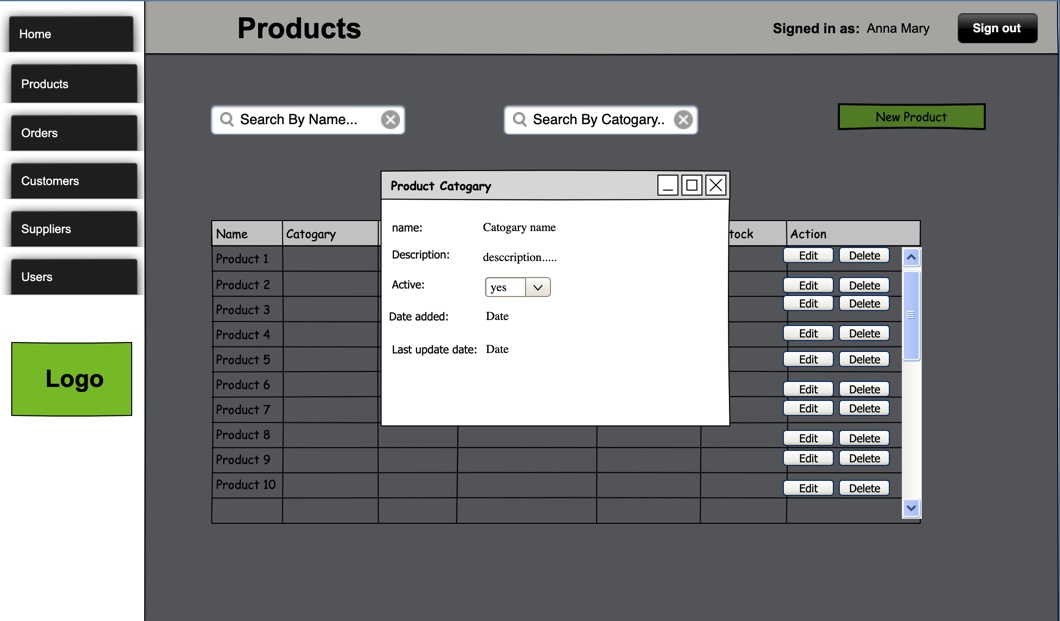 Home
Products
Orders
Customers
Suppliers
Users
Logo
Products
Signed in as: Anna Mary
Sign out
Search By Name...
Search By Catogary..
New Product
Product Catogary
name: Catogary name
Description: desccription.....
Active: yes
Date added: Date
Last update date: Date
Name Catogary tock Action
Product 1 Edit Delete
Product 2 Edit Delete
Product 3 Edit Delete
Product 4 Edit Delete
Product 5 Edit Delete
Product 6 Edit Delete
Product 7 Edit Delete
Product 8 Edit Delete
Product 9 Edit Delete
Product 10 Edit Delete